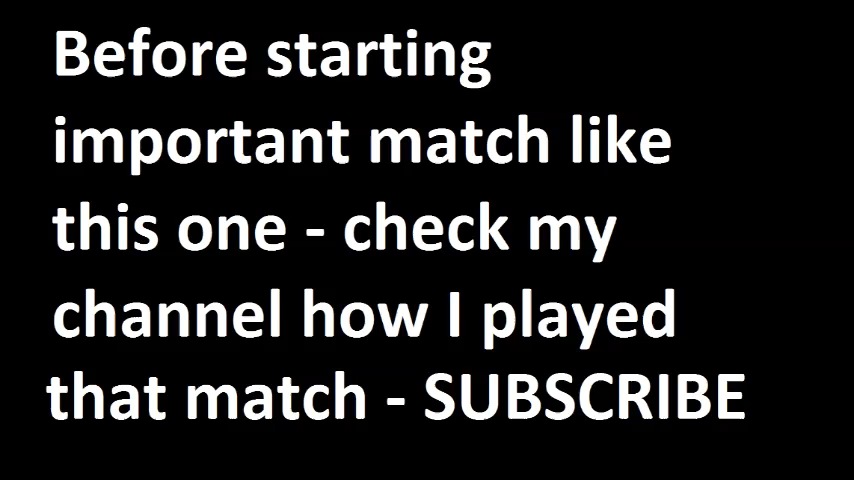 Before starting
important match like
this one - check my
channel how I played
that match - SUBSCRIBE